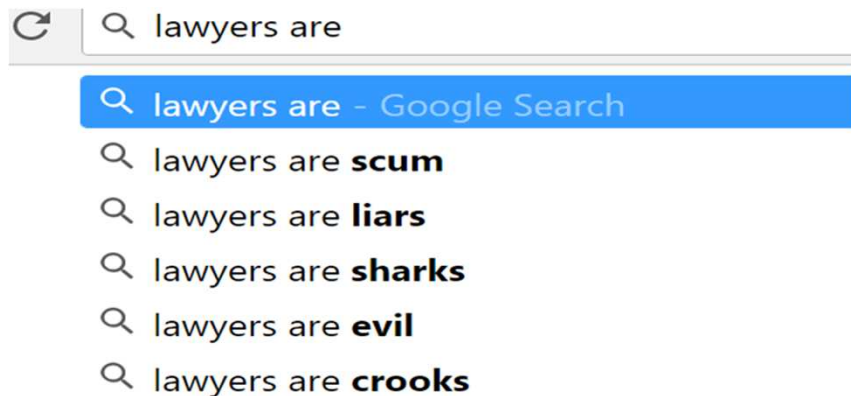 lawyers are
lawyers are - Google Search
lawyers are scum
lawyers are liars
lawyers are sharks
lawyers are evil
lawyers are crooks